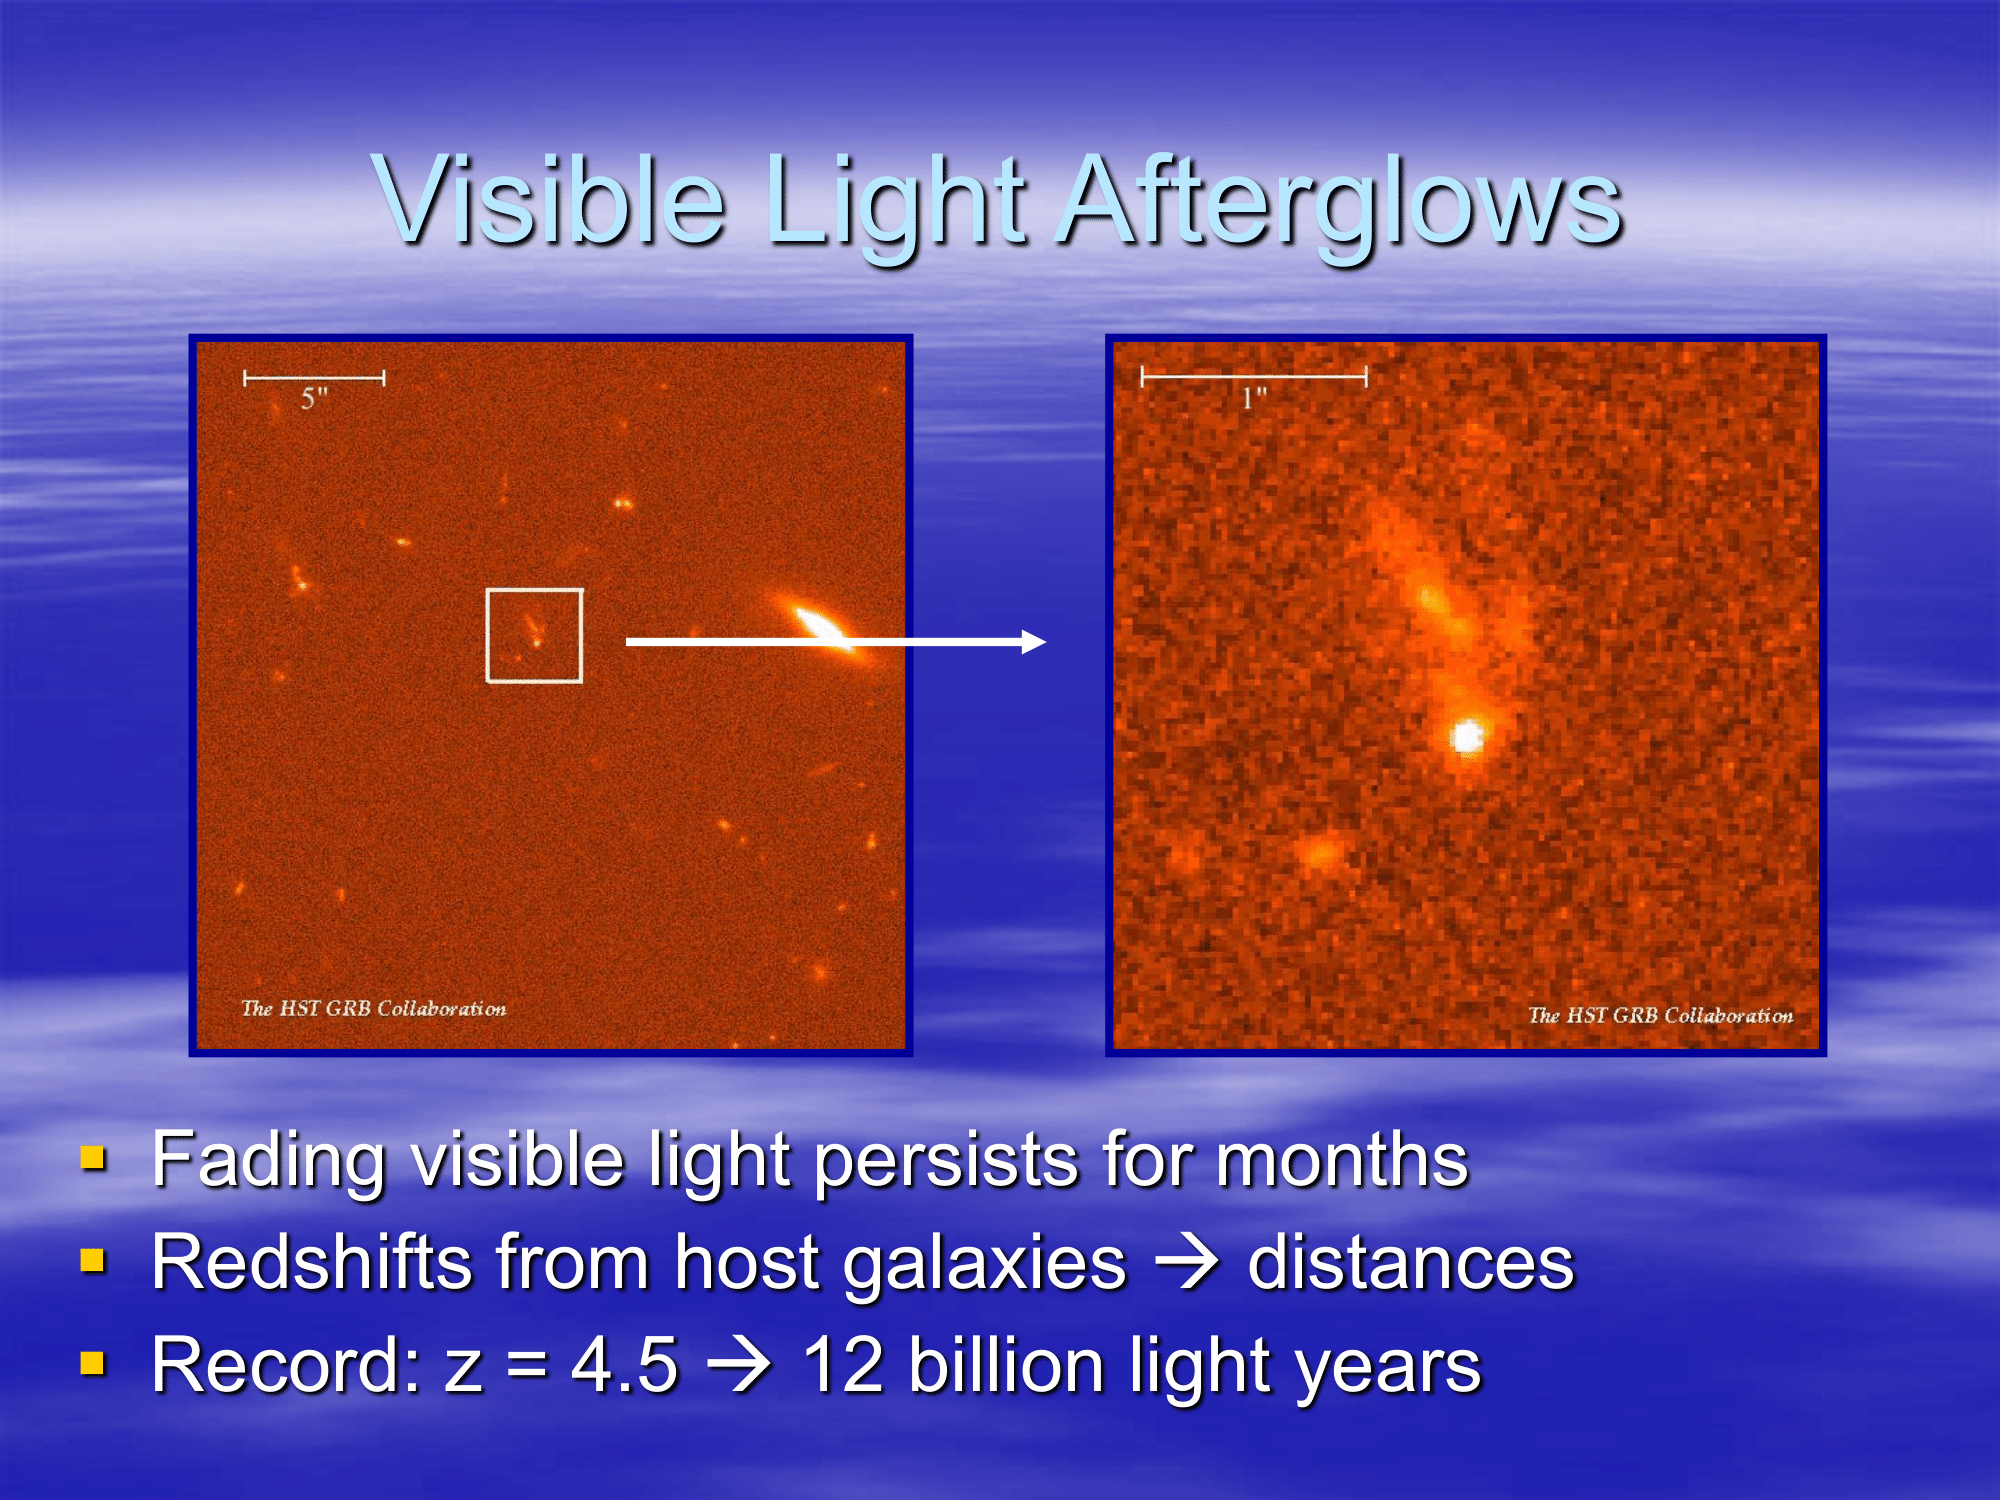 Visible Light Afterglows
5"
1"
The HST GRB Collaboration
The HST GRB Collaboration
▪ Fading visible light persists for months
▪ Redshifts from host galaxies → distances
▪ Record: z = 4.5 → 12 billion light years